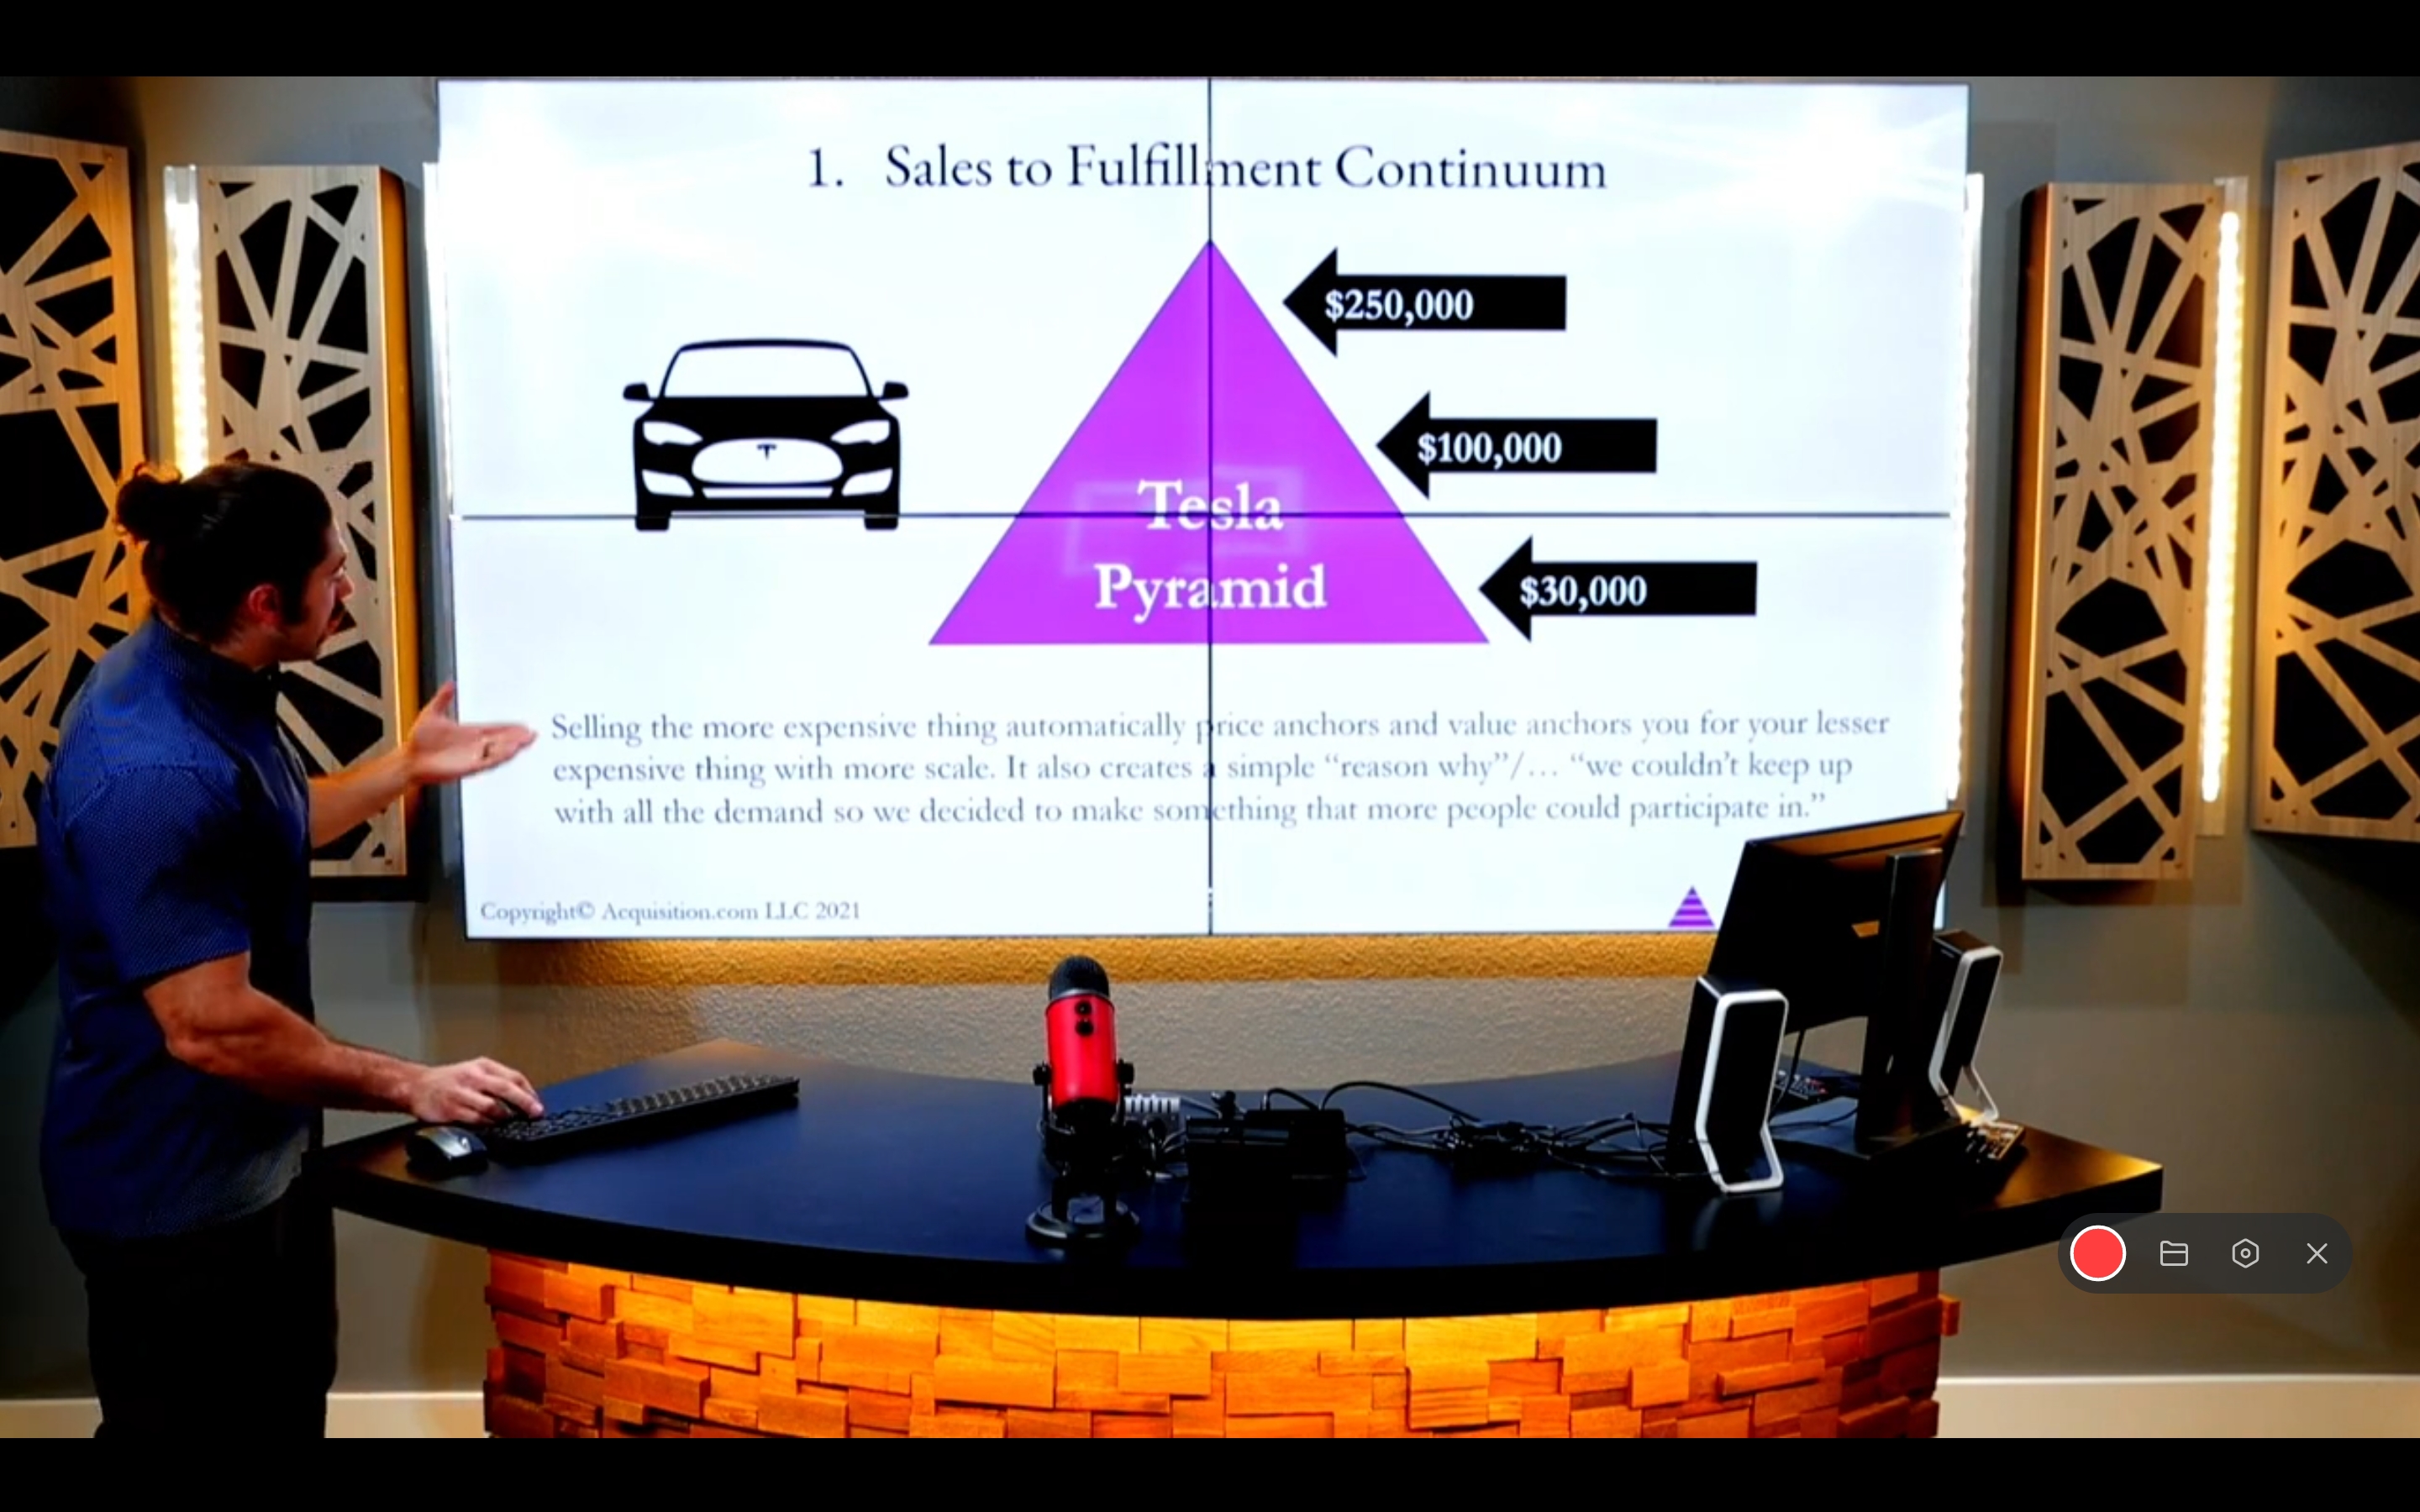 1. Sales to Fulfillment Continuum
$250,000
$100,000
Tesla
Pyramid
$30,000
Selling the more expensive thing automatically price anchors and value anchors you for your lesser
expensive thing with more scale. It also creates a simple “reason why”/… “we couldn’t keep up
with all the demand so we decided to make something that more people could participate in.”
Copyright© Acquisition.com LLC 2021